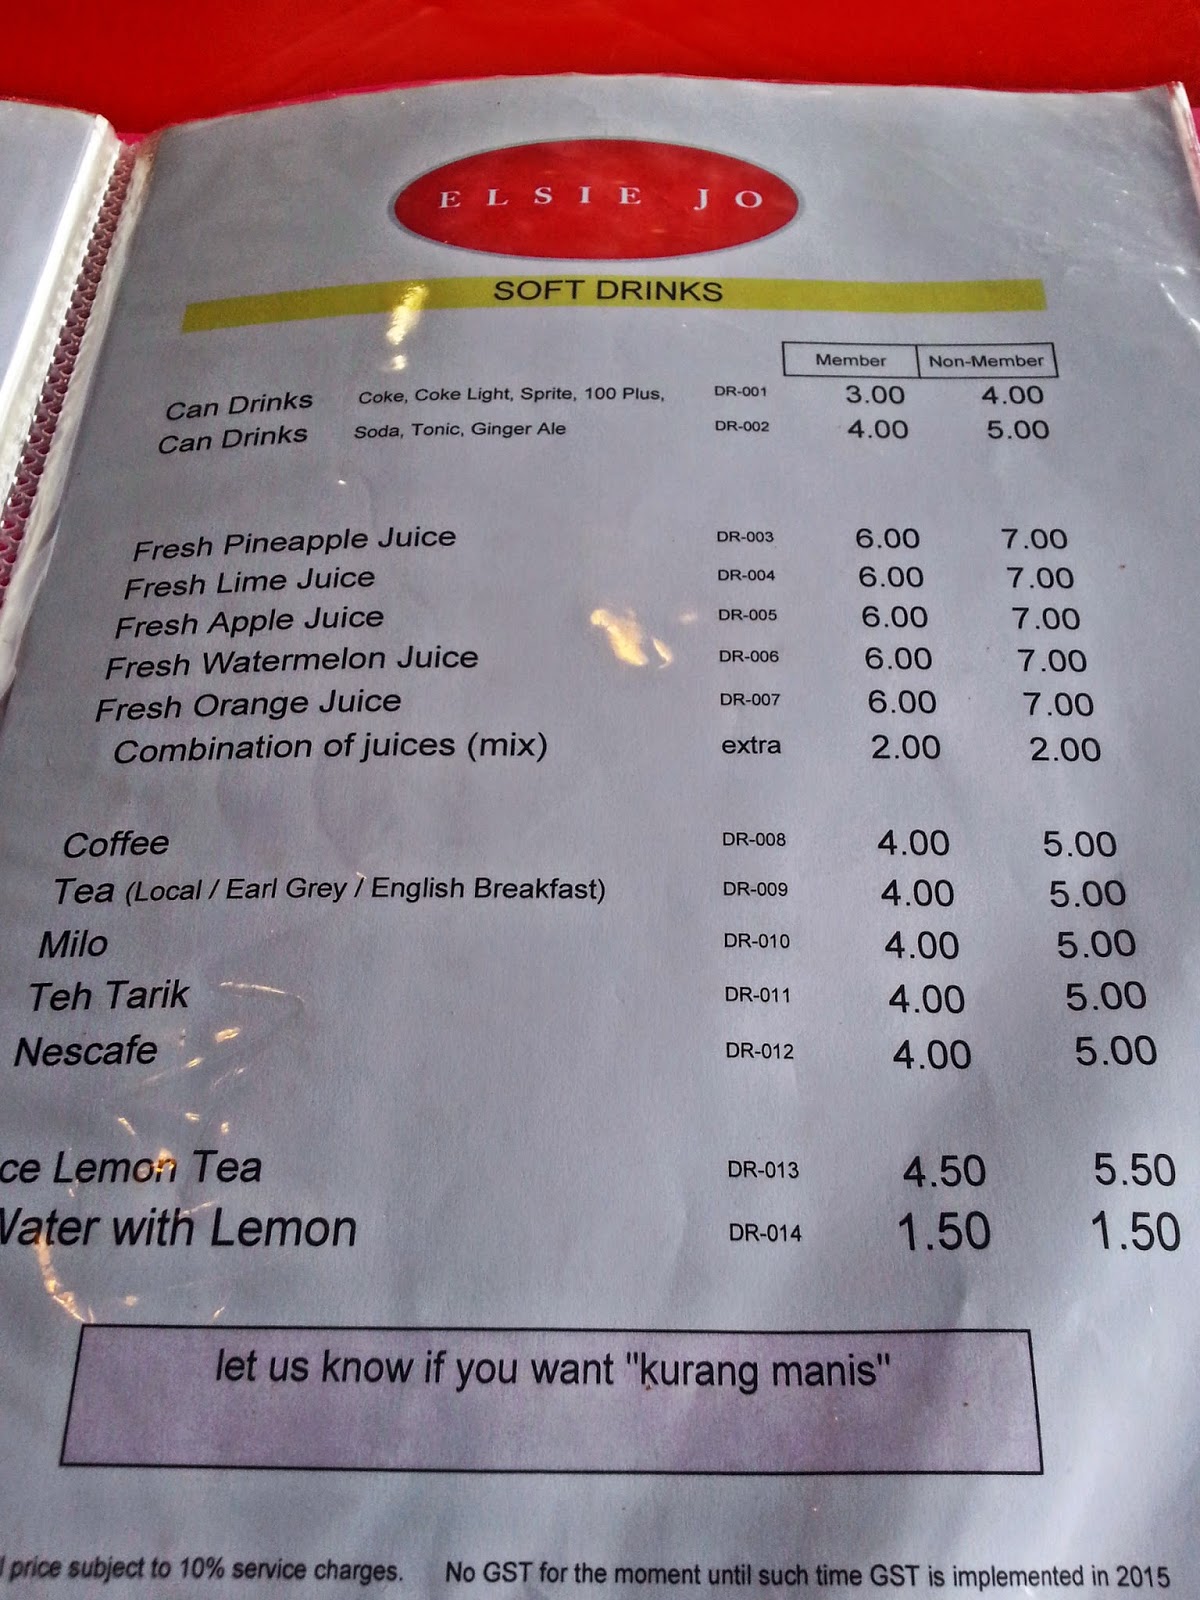 ELSIE JO
SOFT DRINKS
Member Non-Member
Can Drinks Coke, Coke Light, Sprite, 100 Plus, DR-001 3.00 4.00
Can Drinks Soda, Tonic, Ginger Ale DR-002 4.00 5.00
Fresh Pineapple Juice DR-003 6.00 7.00
Fresh Lime Juice DR-004 6.00 7.00
Fresh Apple Juice DR-005 6.00 7.00
Fresh Watermelon Juice DR-006 6.00 7.00
Fresh Orange Juice DR-007 6.00 7.00
Combination of juices (mix) extra 2.00 2.00
Coffee DR-008 4.00 5.00
Tea (Local / Earl Grey / English Breakfast) DR-009 4.00 5.00
Milo DR-010 4.00 5.00
Teh Tarik DR-011 4.00 5.00
Nescafe DR-012 4.00 5.00
ce Lemon Tea DR-013 4.50 5.50
Water with Lemon DR-014 1.50 1.50
let us know if you want "kurang manis"
price subject to 10% service charges. No GST for the moment until such time GST is implemented in 2015